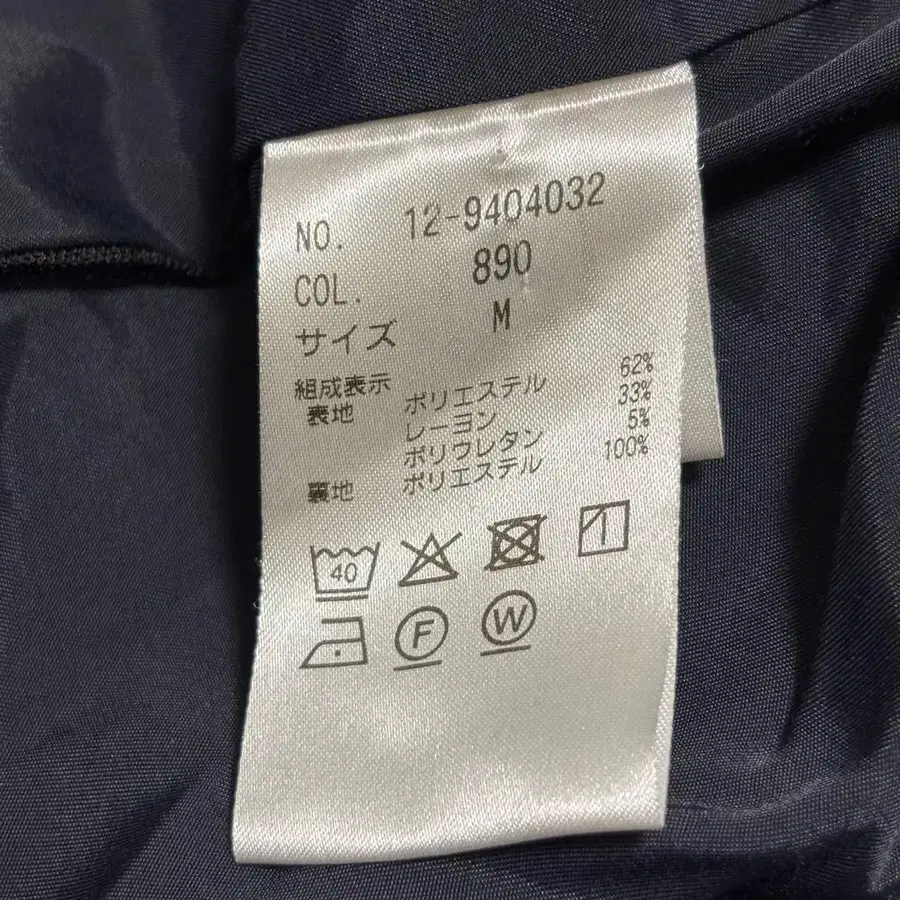 NO. 12-9404032
COL. 890
サイズ M
組成表示
表地 ポリエステル 62%
レーヨン 33%
ポリウレタン 5%
裏地 ポリエステル 100%
40
F W